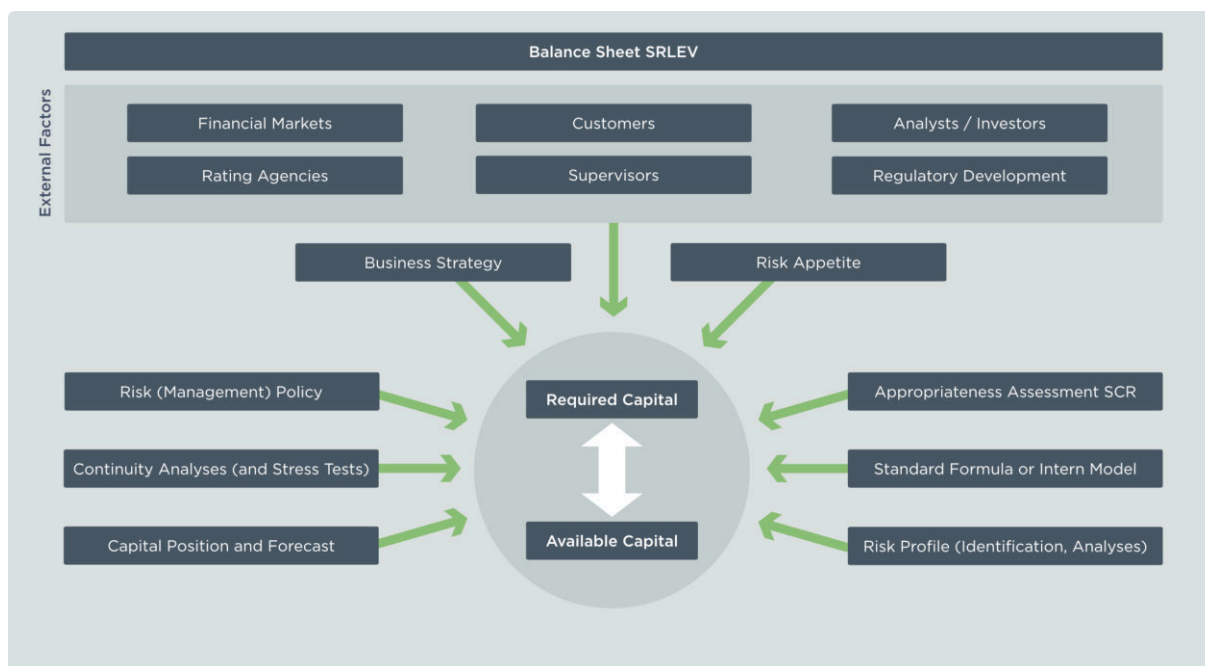 Balance Sheet SRLEV
External Factors
Financial Markets
Customers
Analysts / Investors
Rating Agencies
Supervisors
Regulatory Development
Business Strategy
Risk Appetite
Risk (Management) Policy
Required Capital
Appropriateness Assessment SCR
Continuity Analyses (and Stress Tests)
Standard Formula or Intern Model
Capital Position and Forecast
Available Capital
Risk Profile (Identification, Analyses)